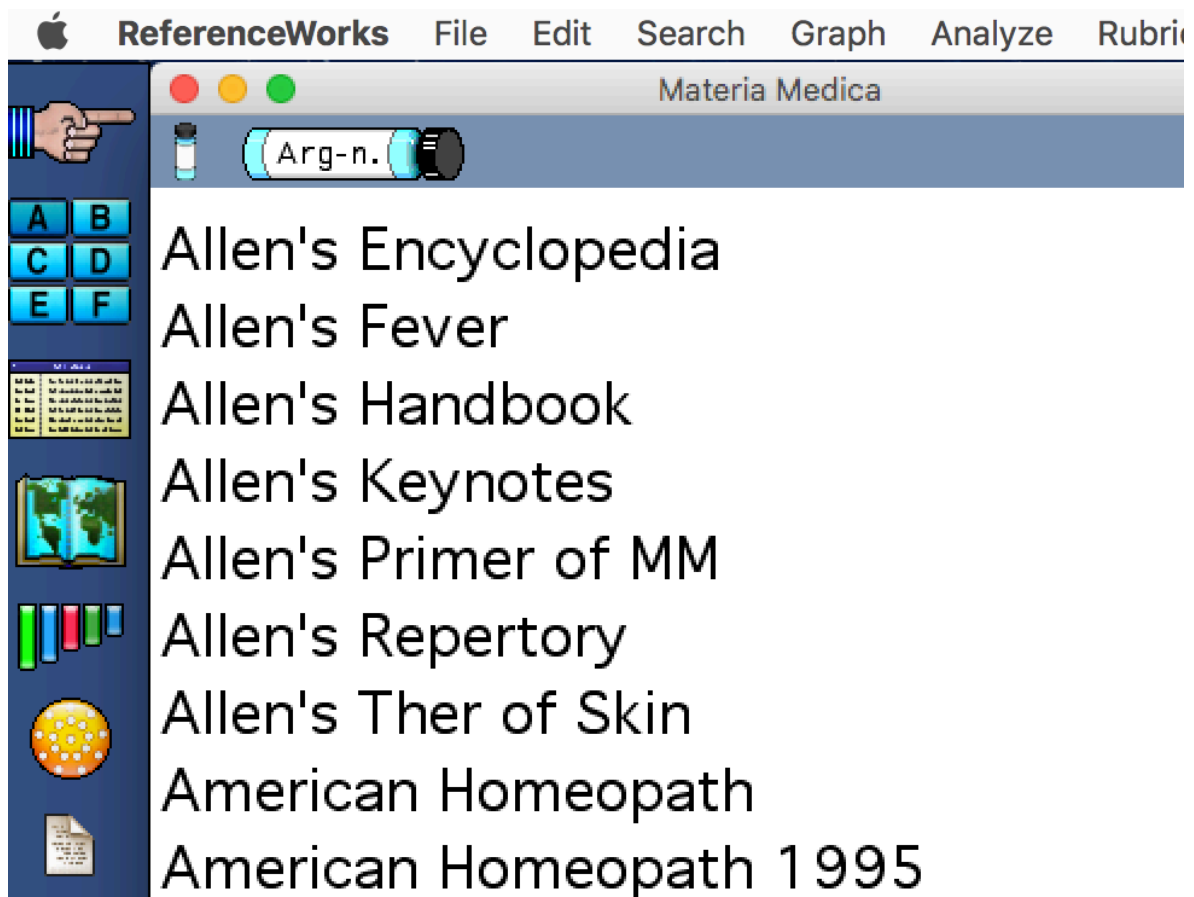 ReferenceWorks File Edit Search Graph Analyze
Materia Medica
Arg-n.
A B
C D
E F
Allen's Encyclopedia
Allen's Fever
Allen's Handbook
Allen's Keynotes
Allen's Primer of MM
Allen's Repertory
Allen's Ther of Skin
American Homeopath
American Homeopath 1995